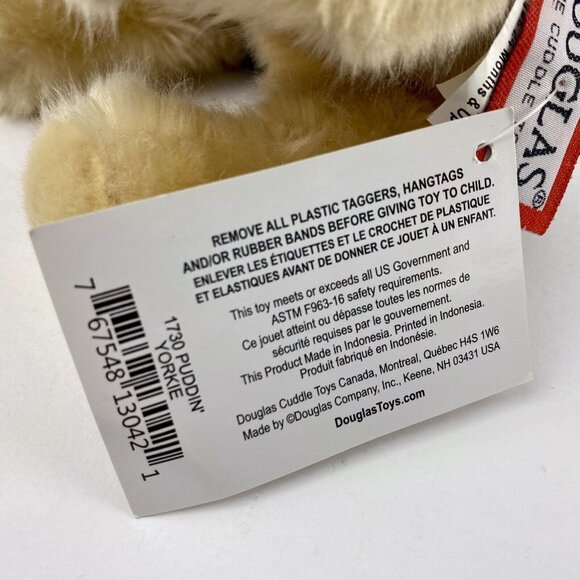 DOUGLAS®
E CUDDLE TO
Months & Up
REMOVE ALL PLASTIC TAGGERS, HANGTAGS
AND/OR RUBBER BANDS BEFORE GIVING TOY TO CHILD.
ENLEVER LES ÉTIQUETTES ET LE CROCHET DE PLASTIQUE
ET ELASTIQUES AVANT DE DONNER CE JOUET À UN ENFANT.
This toy meets or exceeds all US Government and
ASTM F963-16 safety requirements.
Ce jouet atteint ou dépasse toutes les normes de
sécurité requises par le gouvernement.
This Product Made in Indonesia. Printed in Indonesia.
Produit fabriqué en Indonésie.
Douglas Cuddle Toys Canada, Montreal, Québec H4S 1W6
Made by ©Douglas Company, Inc., Keene, NH 03431 USA
DouglasToys.com
1730 PUDDIN'
YORKIE
7 67548 13042 1